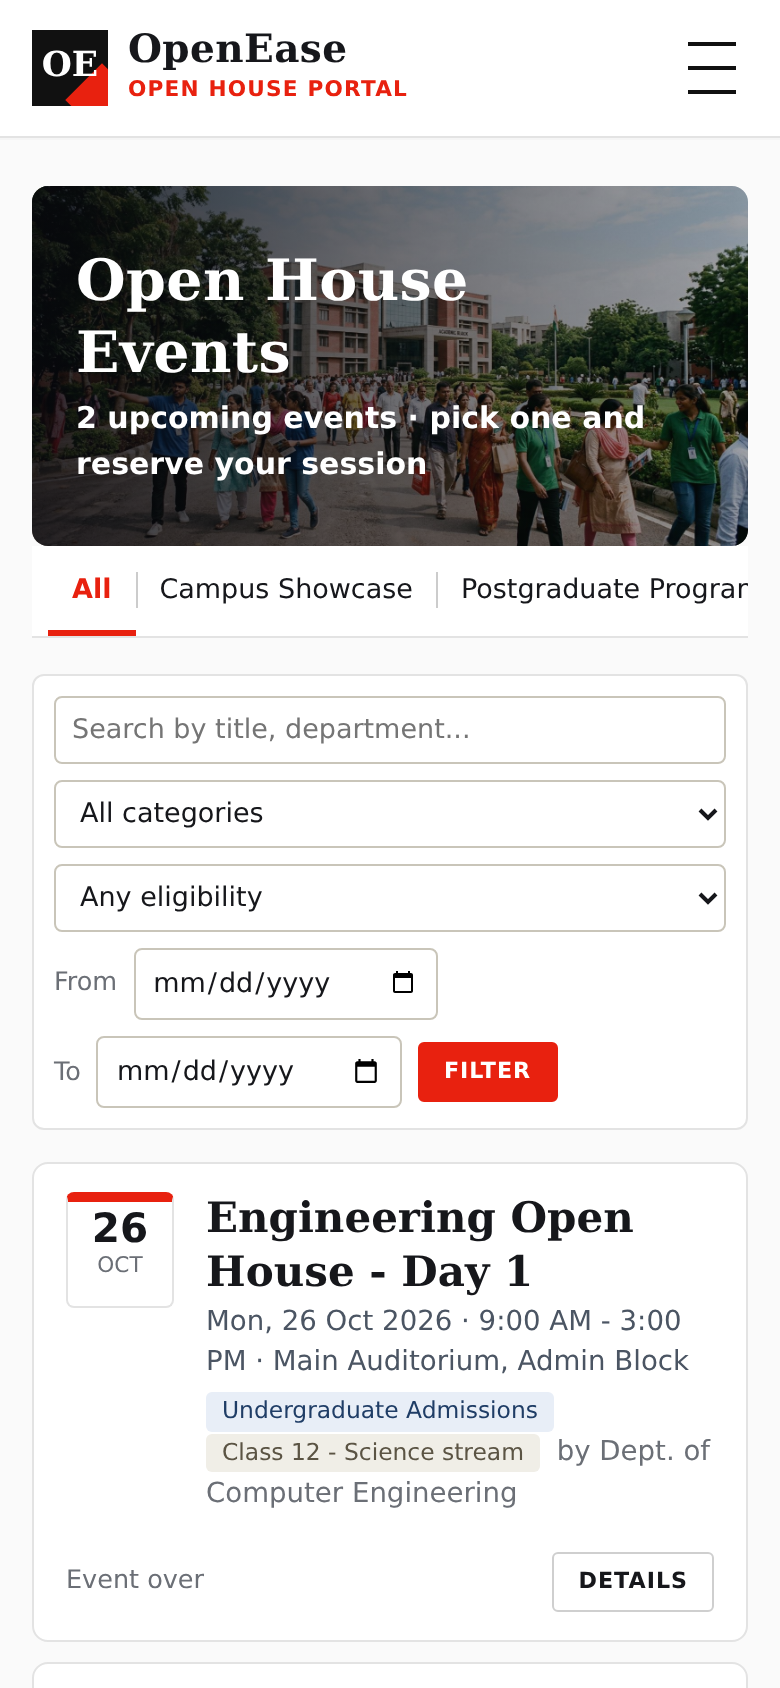 OE
OpenEase
OPEN HOUSE PORTAL
Open House
Events
2 upcoming events · pick one and
reserve your session
All
Campus Showcase
Postgraduate
Search by title, department...
All categories
Any eligibility
From mm/dd/yyyy
To mm/dd/yyyy FILTER
26
OCT
Engineering Open
House - Day 1
Mon, 26 Oct 2026 · 9:00 AM - 3:00
PM · Main Auditorium, Admin Block
Undergraduate Admissions
Class 12 - Science stream by Dept. of
Computer Engineering
Event over
DETAILS